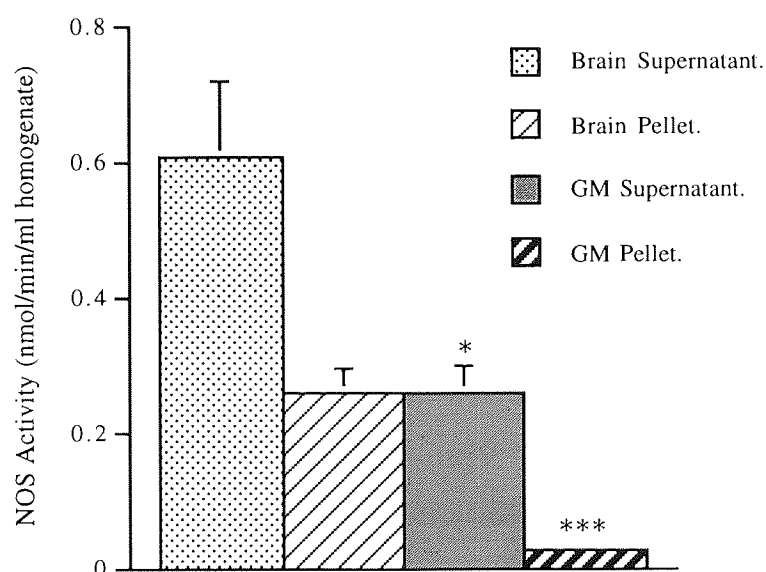 NOS Activity (nmol/min/ml homogenate)
0.8
0.6
0.4
0.2
0
Brain Supernatant.
Brain Pellet.
GM Supernatant.
GM Pellet.
*
***